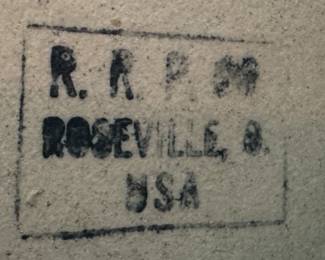 R. R. P. Co
ROSEVILLE, O.
USA